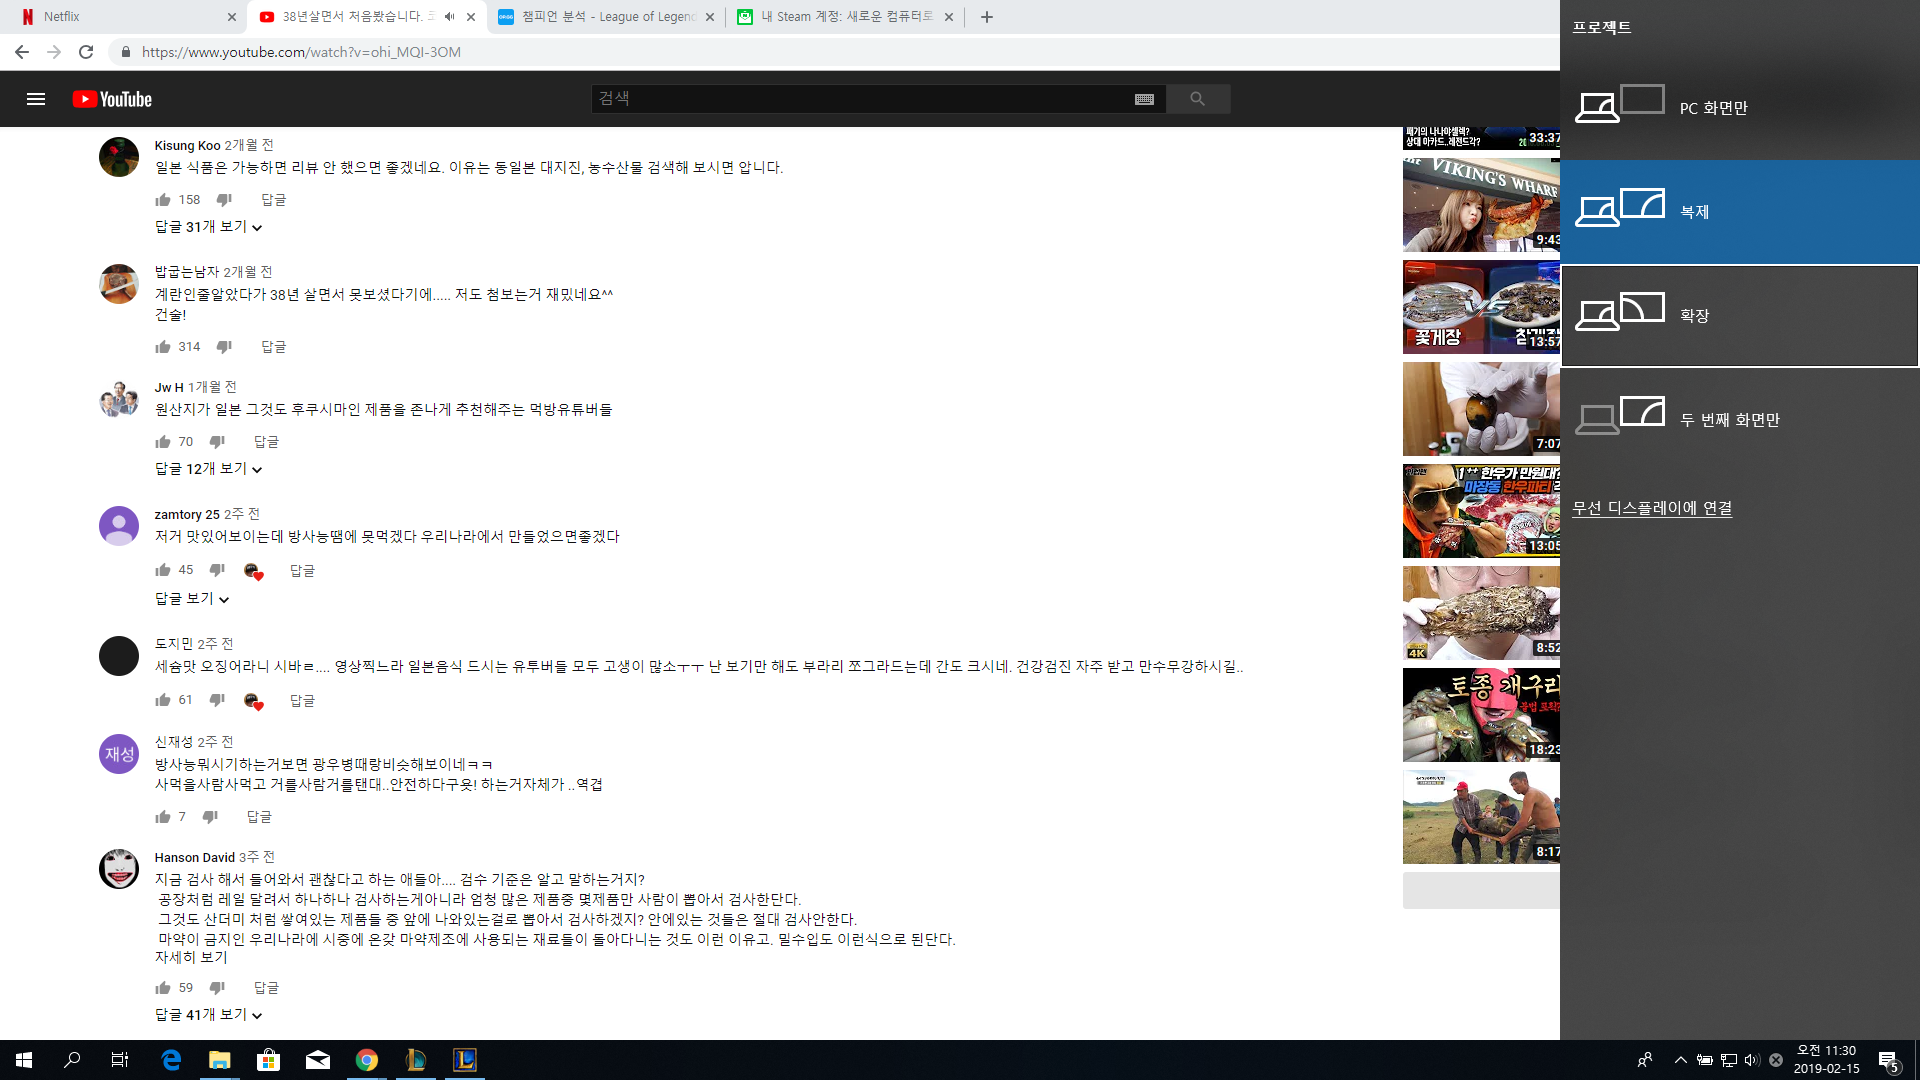 Netflix
38년살면서 처음봤습니다.
챔피언 분석 - League of Legend
내 Steam 계정: 새로운 컴퓨터로
https://www.youtube.com/watch?v=ohi_MQI-3OM
YouTube
검색
Kisung Koo 2개월 전
일본 식품은 가능하면 리뷰 안 했으면 좋겠네요. 이유는 동일본 대지진, 농수산물 검색해 보시면 압니다.
158 답글
답글 31개 보기
밥굽는남자 2개월 전
계란인줄알았다가 38년 살면서 못보셨다기에..... 저도 첨보는거 재밌네요^^
건술!
314 답글
Jw H 1개월 전
원산지가 일본 그것도 후쿠시마인 제품을 존나게 추천해주는 먹방유튜버들
70 답글
답글 12개 보기
zamtory 25 2주 전
저거 맛있어보이는데 방사능땜에 못먹겠다 우리나라에서 만들었으면좋겠다
45 답글
답글 보기
도지민 2주 전
세슘맛 오징어라니 시바ㄹ.... 영상찍느라 일본음식 드시는 유투버들 모두 고생이 많소ㅜㅜ 난 보기만 해도 부라리 쪼그라드는데 간도 크시네. 건강검진 자주 받고 만수무강하시길..
61 답글
재성
신재성 2주 전
방사능뭐시기하는거보면 광우병때랑비슷해보이네ㅋㅋ
사먹을사람사먹고 거를사람거를탠대..안전하다구욧! 하는거자체가 ..역겹
7 답글
Hanson David 3주 전
지금 검사 해서 들어와서 괜찮다고 하는 애들아.... 검수 기준은 알고 말하는거지?
공장처럼 레일 달려서 하나하나 검사하는게아니라 엄청 많은 제품중 몇제품만 사람이 뽑아서 검사한단다.
그것도 산더미 처럼 쌓여있는 제품들 중 앞에 나와있는걸로 뽑아서 검사하겠지? 안에있는 것들은 절대 검사안한다.
마약이 금지인 우리나라에 시중에 온갖 마약제조에 사용되는 재료들이 돌아다니는 것도 이런 이유고. 밀수입도 이런식으로 된단다.
자세히 보기
59 답글
답글 41개 보기
패기의 나나야셀렉?
상대 아카드..레전드각?
33:37
VIKING'S WHARF
9:43
꽃게장 VS 참게장
13:57
7:07
1++ 한우가 만원대?
마장동 한우파티
13:05
4K
8:52
토종 개구리
불법 포획?
18:23
8:17
프로젝트
PC 화면만
복제
확장
두 번째 화면만
무선 디스플레이에 연결
오전 11:30
2019-02-15
5